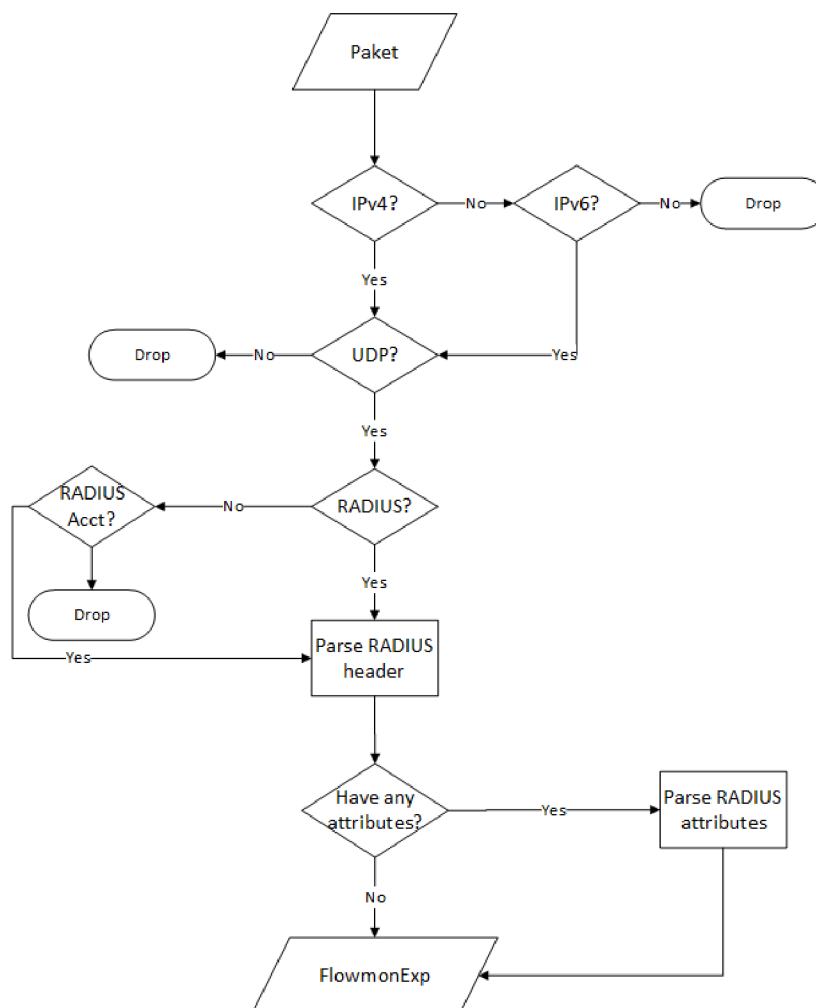 Paket
IPv4?
No
IPv6?
No
Drop
Yes
Drop
No
UDP?
Yes
Yes
RADIUS
Acct?
No
RADIUS?
Yes
Drop
Parse RADIUS
header
Yes
Have any
attributes?
Yes
Parse RADIUS
attributes
No
FlowmonExp